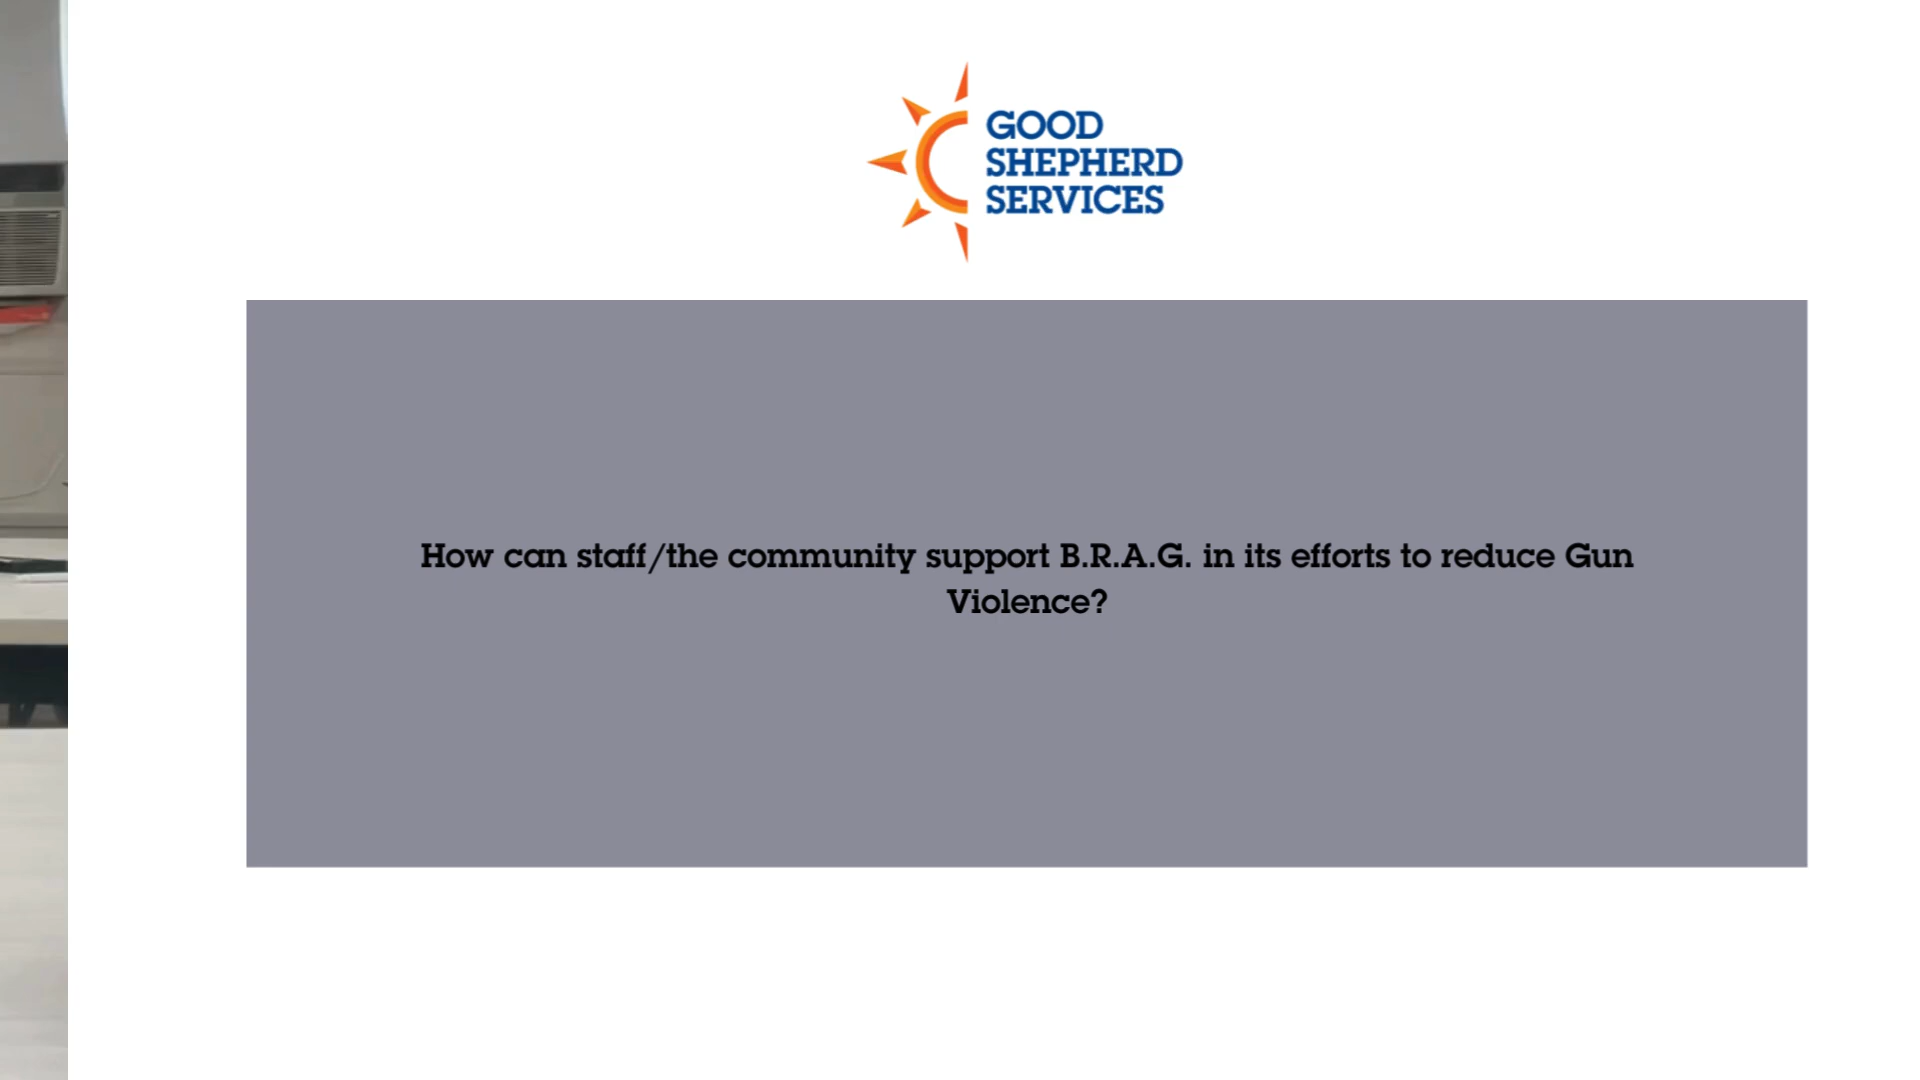 GOOD
SHEPHERD
SERVICES
How can staff/the community support B.R.A.G. in its efforts to reduce Gun
Violence?